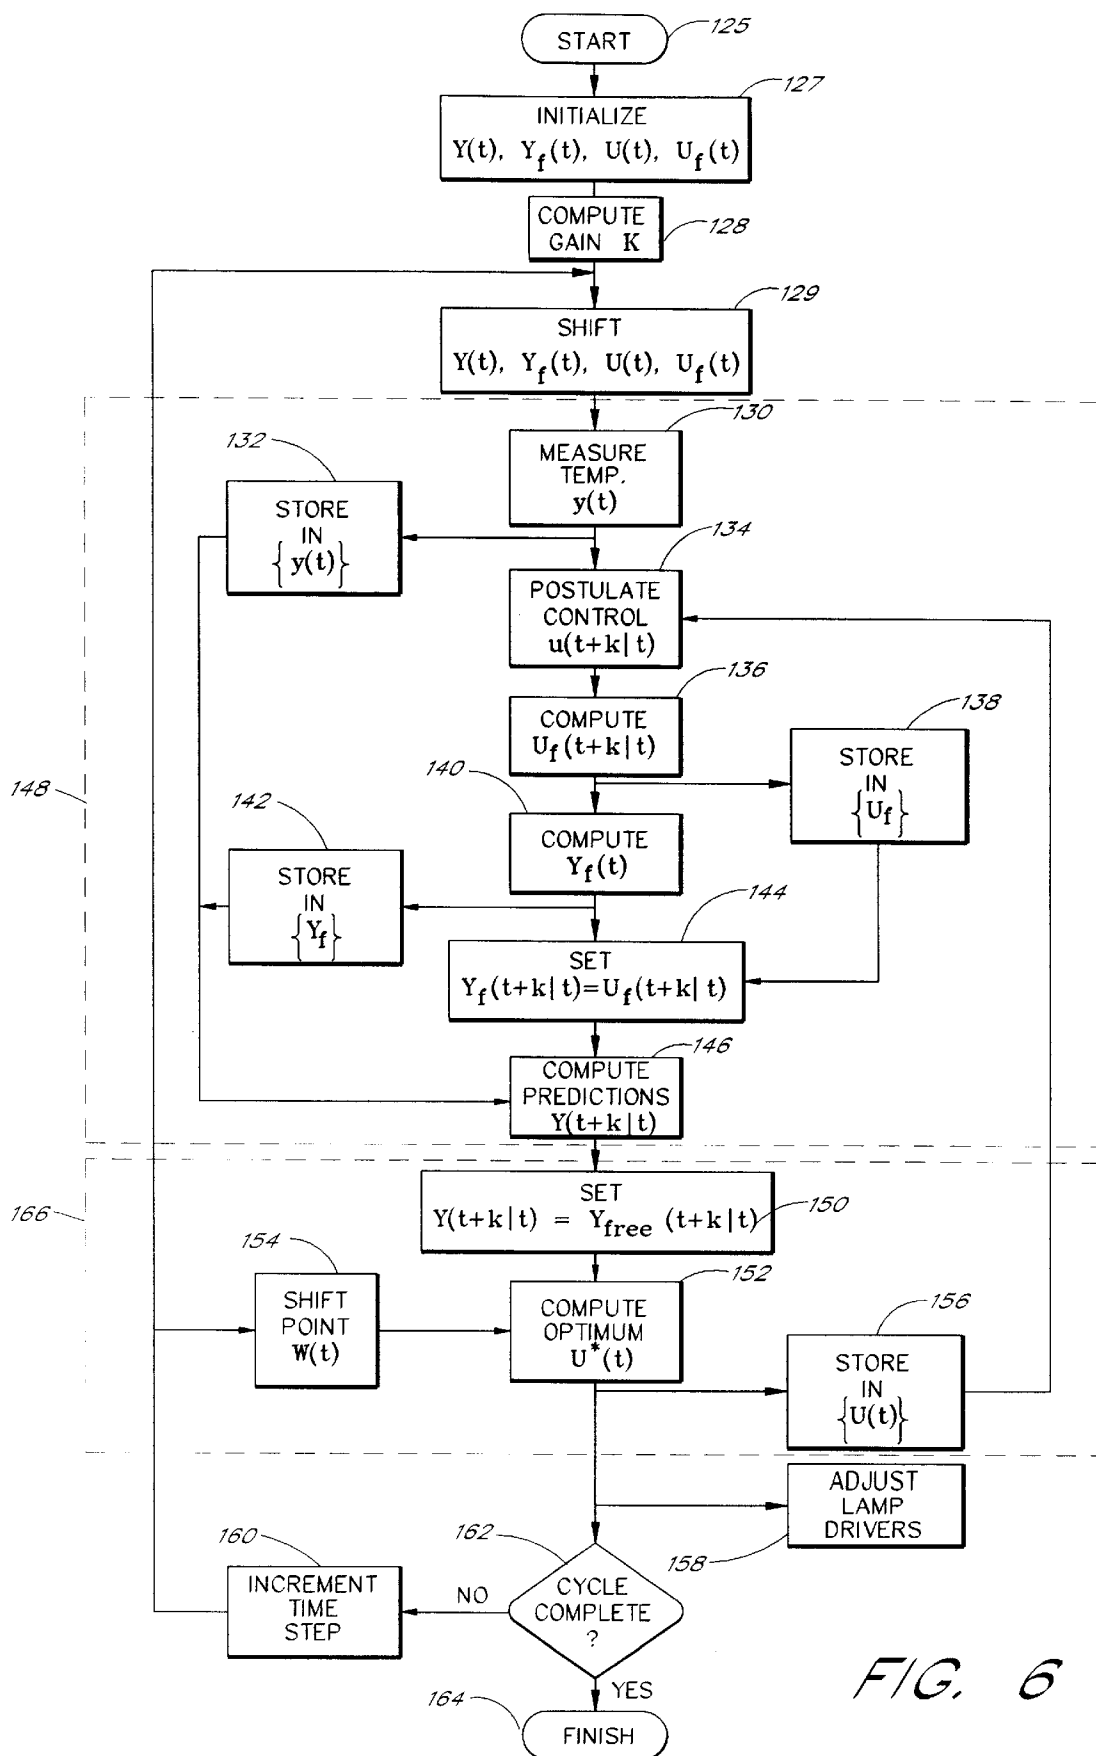 START
125
127
INITIALIZE
Y(t), Y_f(t), U(t), U_f(t)
COMPUTE
GAIN K
128
129
SHIFT
Y(t), Y_f(t), U(t), U_f(t)
130
MEASURE
TEMP.
y(t)
132
STORE
IN
{y(t)}
134
POSTULATE
CONTROL
u(t+k|t)
136
COMPUTE
U_f(t+k|t)
138
STORE
IN
{U_f}
140
COMPUTE
Y_f(t)
148
142
STORE
IN
{Y_f}
144
SET
Y_f(t+k|t)=U_f(t+k|t)
146
COMPUTE
PREDICTIONS
Y(t+k|t)
166
SET
Y(t+k|t) = Y_free (t+k|t)
150
154
SHIFT
POINT
W(t)
152
COMPUTE
OPTIMUM
U*(t)
156
STORE
IN
{U(t)}
ADJUST
LAMP
DRIVERS
158
160
INCREMENT
TIME
STEP
162
NO
CYCLE
COMPLETE
?
YES
164
FINISH
FIG. 6